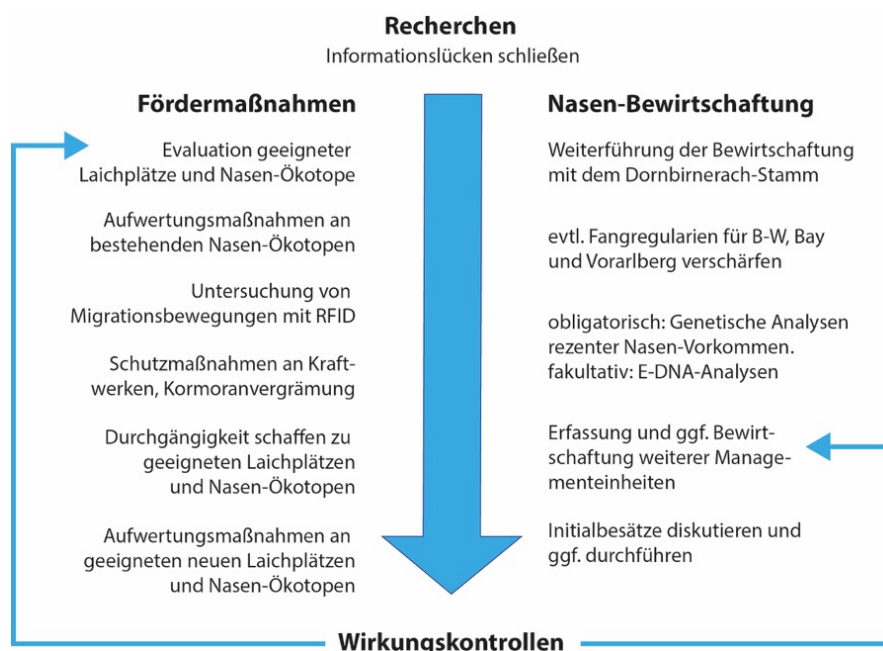 Recherchen
Informationslücken schließen
Fördermaßnahmen
Evaluation geeigneter
Laichplätze und Nasen-Ökotope
Aufwertungsmaßnahmen an
bestehenden Nasen-Ökotopen
Untersuchung von
Migrationsbewegungen mit RFID
Schutzmaßnahmen an Kraft-
werken, Kormoranvergrämung
Durchgängigkeit schaffen zu
geeigneten Laichplätzen
und Nasen-Ökotopen
Aufwertungsmaßnahmen an
geeigneten neuen Laichplätzen
und Nasen-Ökotopen
Nasen-Bewirtschaftung
Weiterführung der Bewirtschaftung
mit dem Dornbirnerach-Stamm
evtl. Fangregularien für B-W, Bay
und Vorarlberg verschärfen
obligatorisch: Genetische Analysen
rezenter Nasen-Vorkommen.
fakultativ: E-DNA-Analysen
Erfassung und ggf. Bewirt-
schaftung weiterer Manage-
menteinheiten
Initialbesätze diskutieren und
ggf. durchführen
Wirkungskontrollen